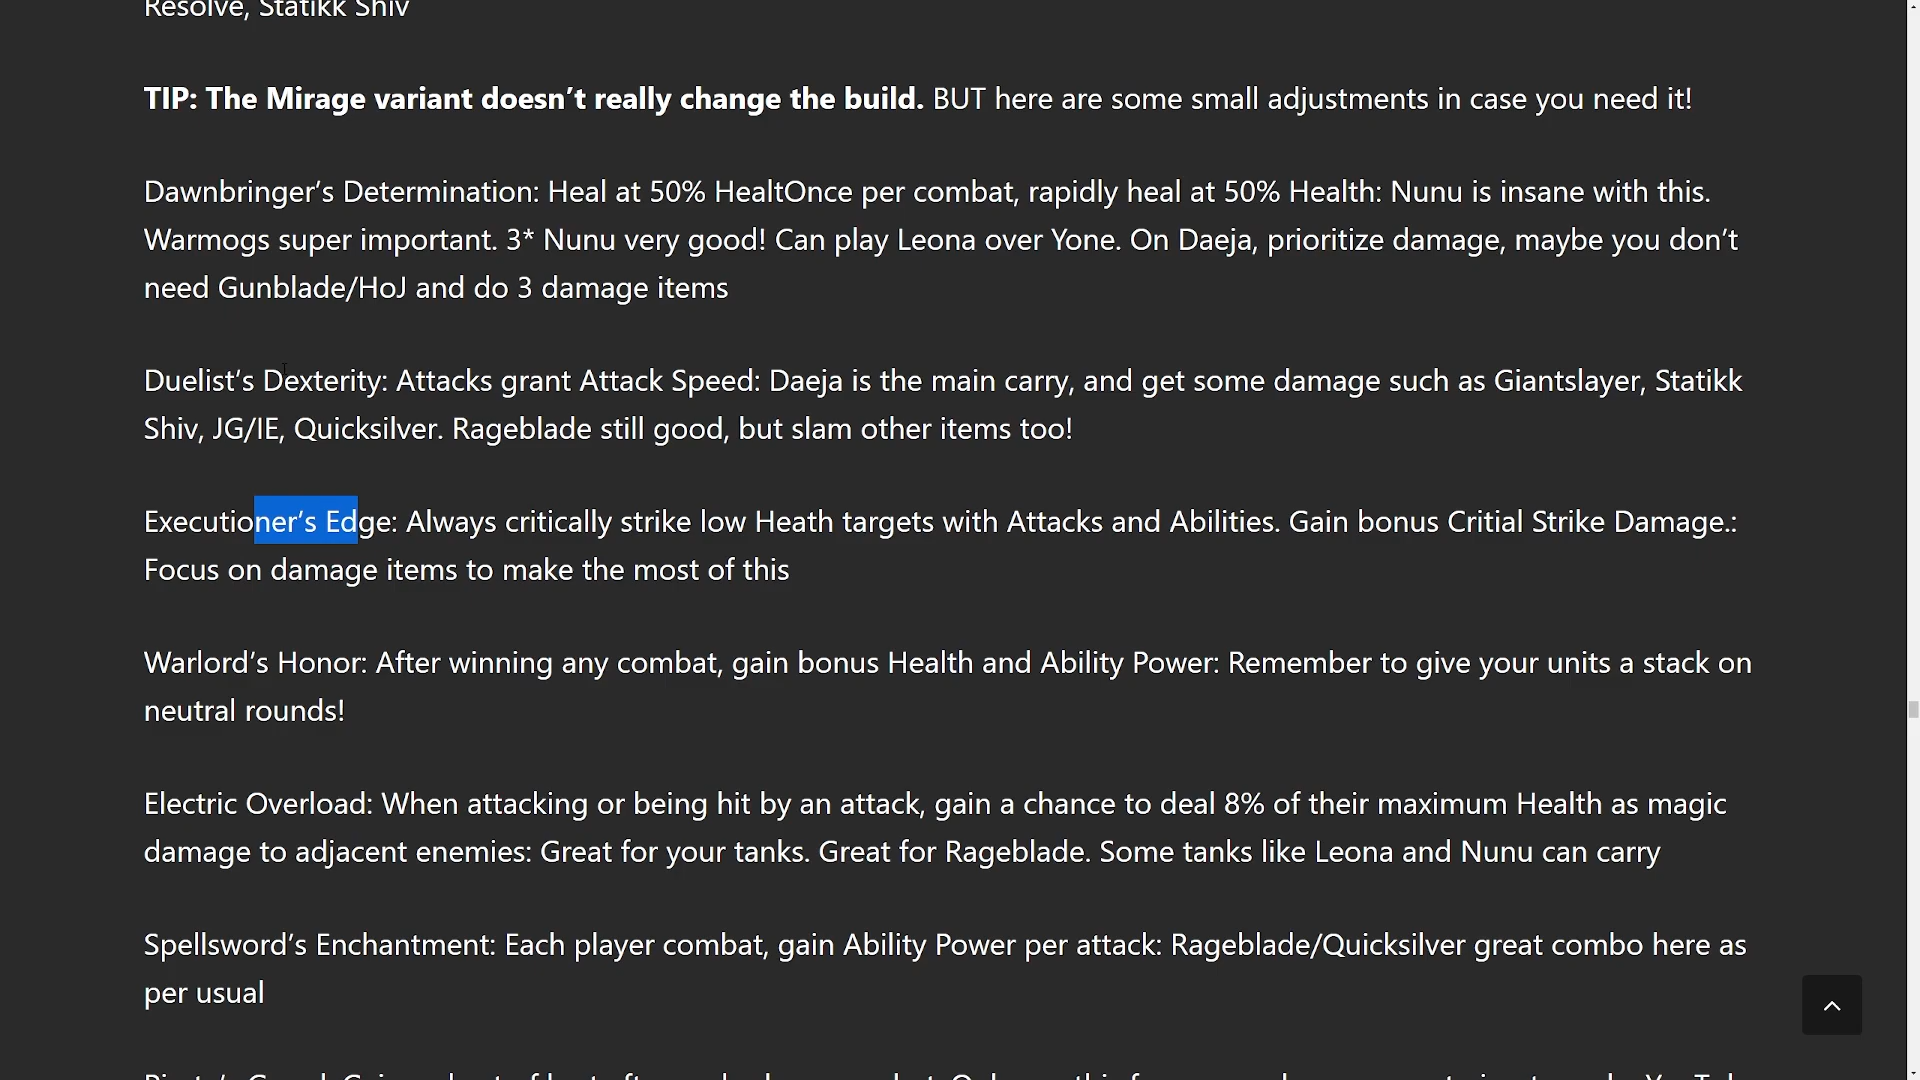 Resolve, Statikk Shiv
TIP: The Mirage variant doesn’t really change the build. BUT here are some small adjustments in case you need it!
Dawnbringer’s Determination: Heal at 50% HealtOnce per combat, rapidly heal at 50% Health: Nunu is insane with this.
Warmogs super important. 3* Nunu very good! Can play Leona over Yone. On Daeja, prioritize damage, maybe you don’t
need Gunblade/HoJ and do 3 damage items
Duelist’s Dexterity: Attacks grant Attack Speed: Daeja is the main carry, and get some damage such as Giantslayer, Statikk
Shiv, JG/IE, Quicksilver. Rageblade still good, but slam other items too!
Executioner’s Edge: Always critically strike low Heath targets with Attacks and Abilities. Gain bonus Critial Strike Damage.:
Focus on damage items to make the most of this
Warlord’s Honor: After winning any combat, gain bonus Health and Ability Power: Remember to give your units a stack on
neutral rounds!
Electric Overload: When attacking or being hit by an attack, gain a chance to deal 8% of their maximum Health as magic
damage to adjacent enemies: Great for your tanks. Great for Rageblade. Some tanks like Leona and Nunu can carry
Spellsword’s Enchantment: Each player combat, gain Ability Power per attack: Rageblade/Quicksilver great combo here as
per usual